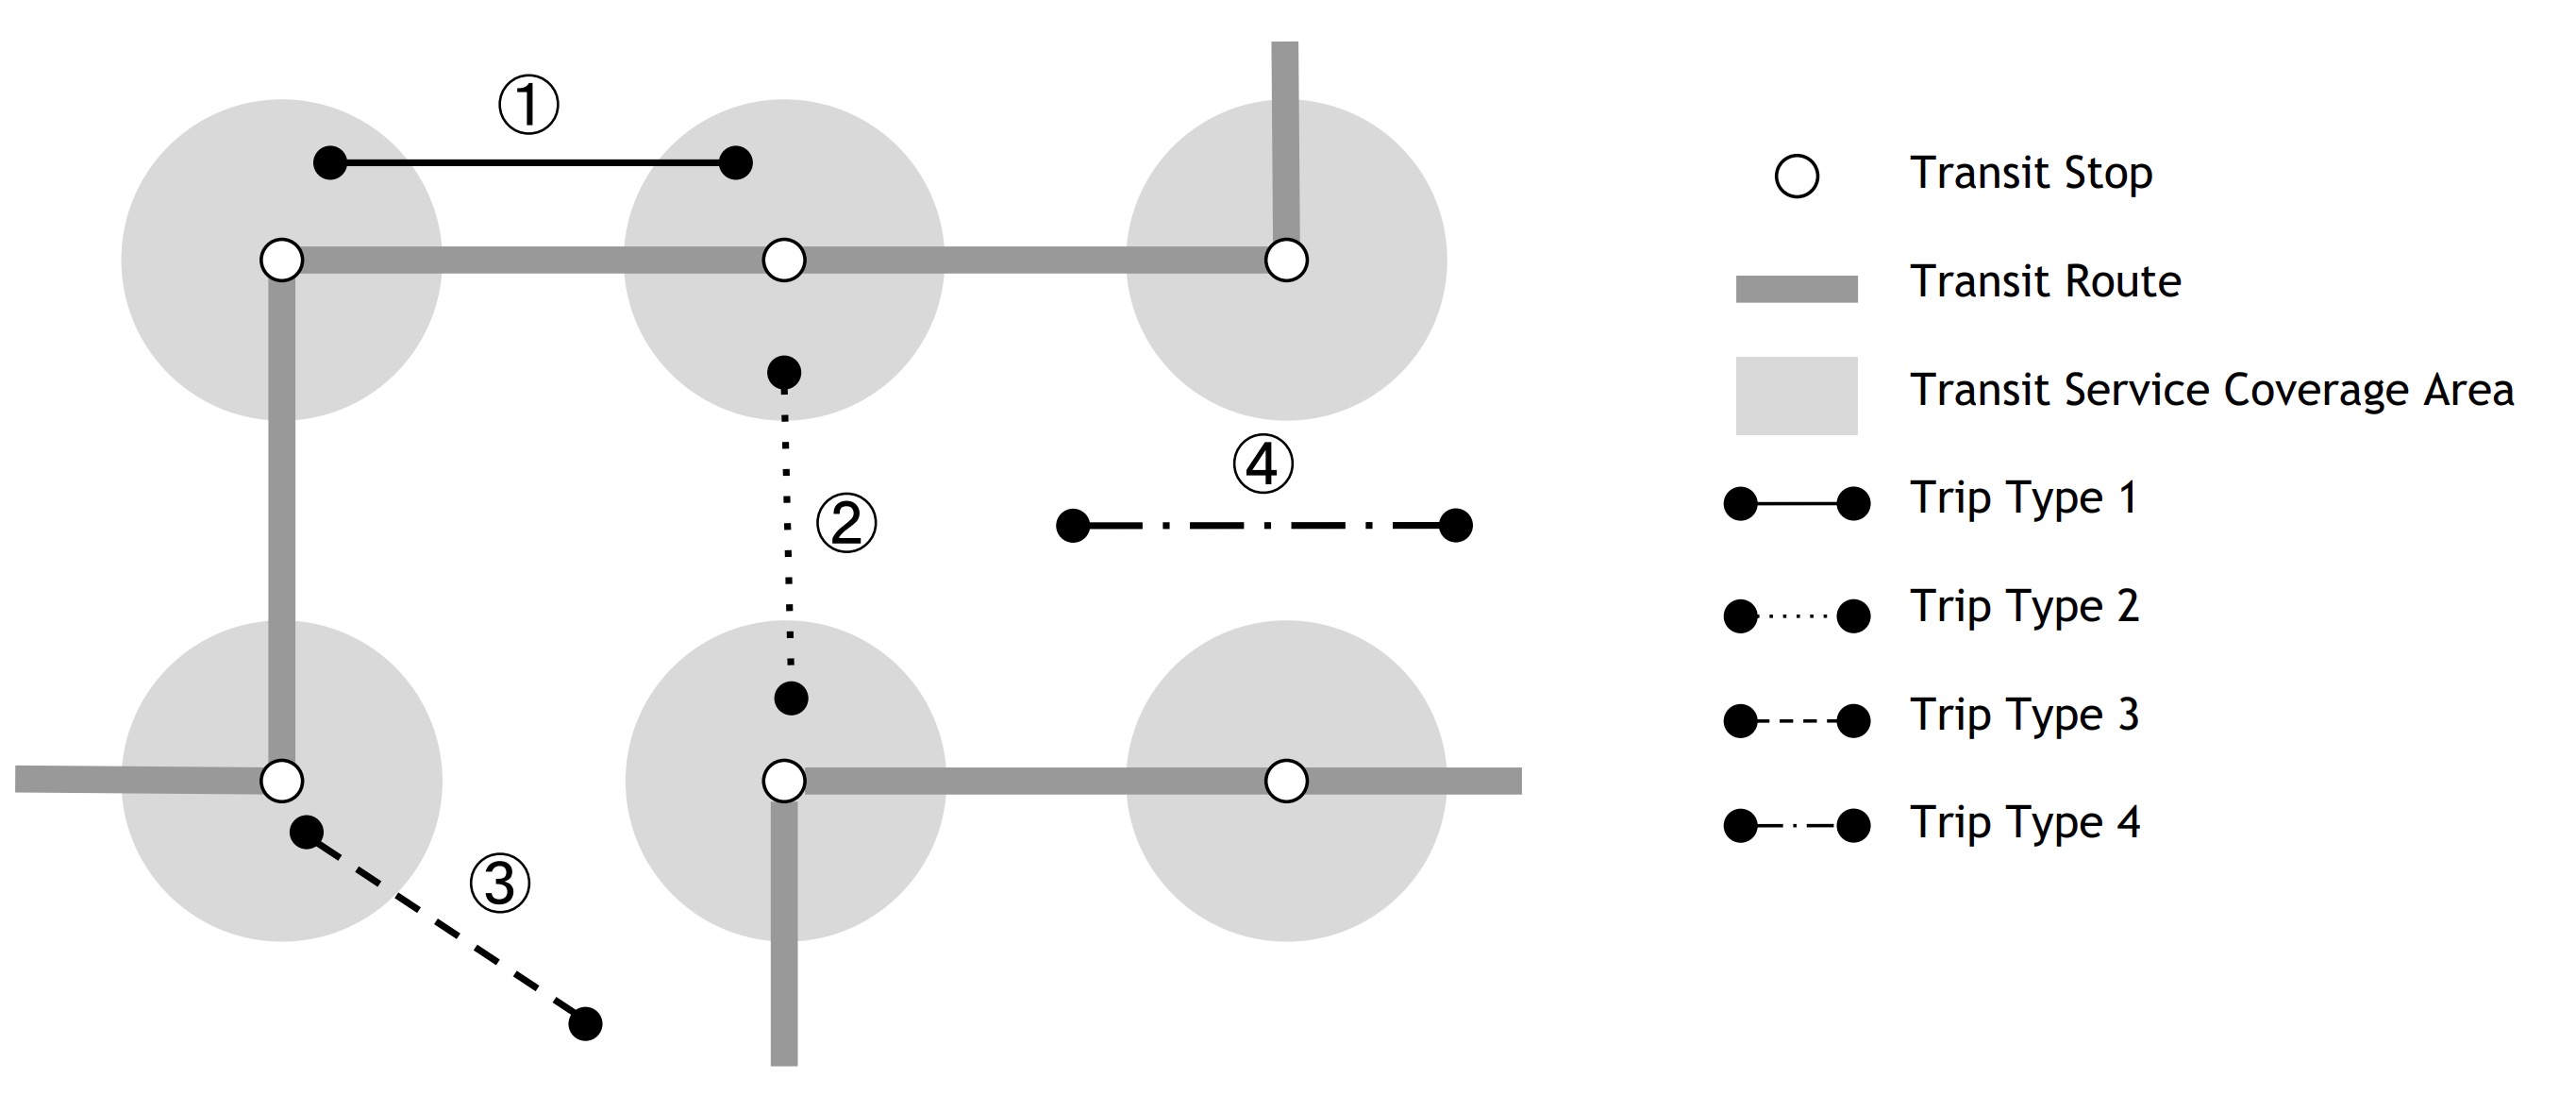 ①
②
③
④
Transit Stop
Transit Route
Transit Service Coverage Area
Trip Type 1
Trip Type 2
Trip Type 3
Trip Type 4